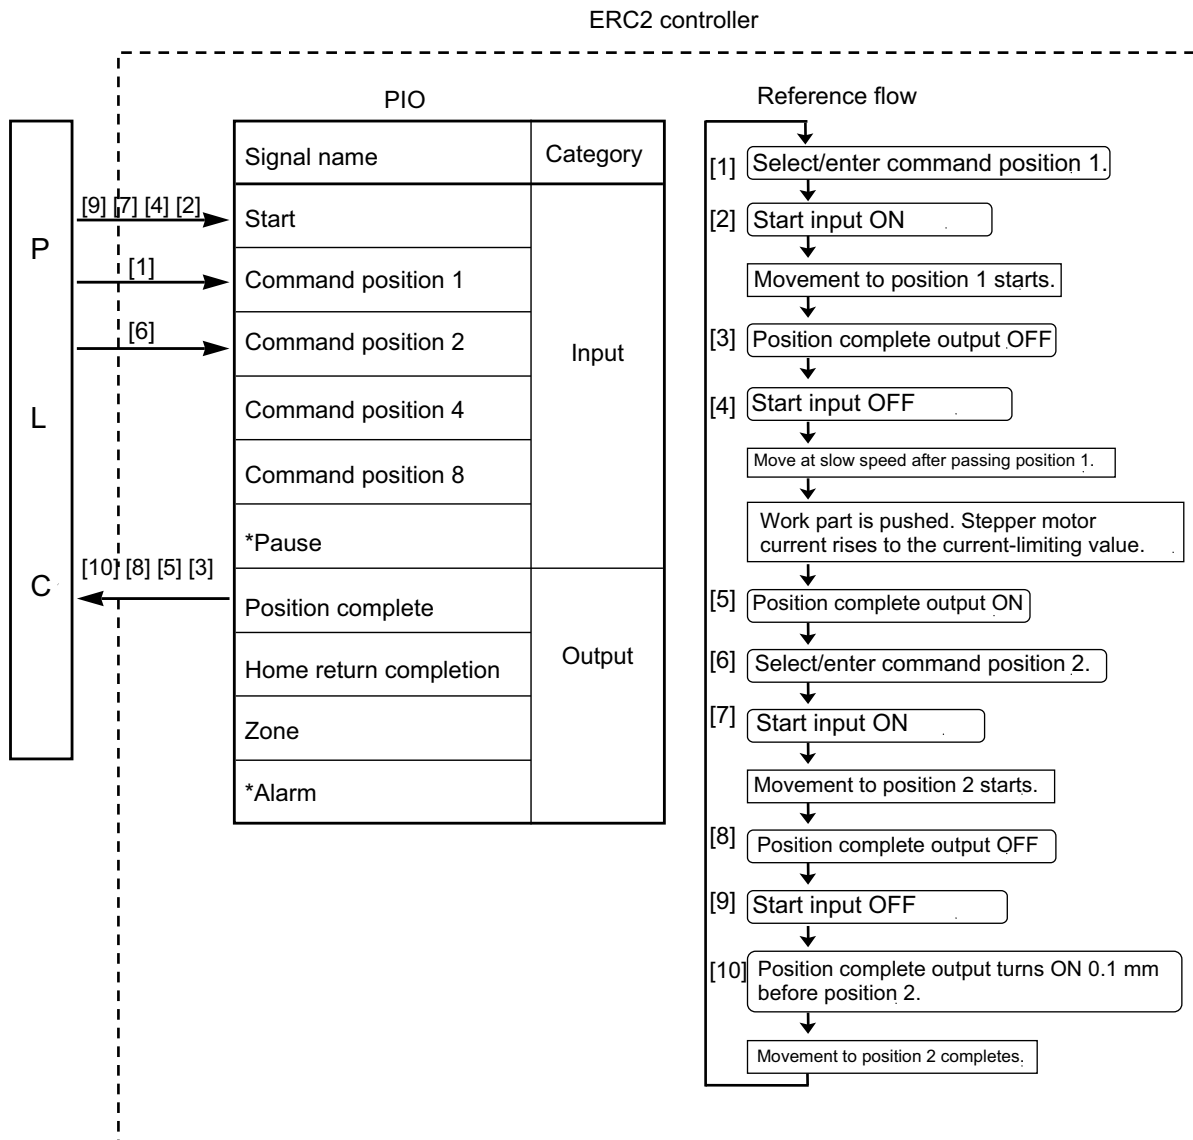 ERC2 controller
PIO
Signal name
Category
Start
Command position 1
Command position 2
Command position 4
Command position 8
*Pause
Input
Position complete
Home return completion
Zone
*Alarm
Output
P
L
C
[9] [7] [4] [2]
[1]
[6]
[10] [8] [5] [3]
Reference flow
[1] Select/enter command position 1.
[2] Start input ON
Movement to position 1 starts.
[3] Position complete output OFF
[4] Start input OFF
Move at slow speed after passing position 1.
Work part is pushed. Stepper motor
current rises to the current-limiting value.
[5] Position complete output ON
[6] Select/enter command position 2.
[7] Start input ON
Movement to position 2 starts.
[8] Position complete output OFF
[9] Start input OFF
[10] Position complete output turns ON 0.1 mm
before position 2.
Movement to position 2 completes.